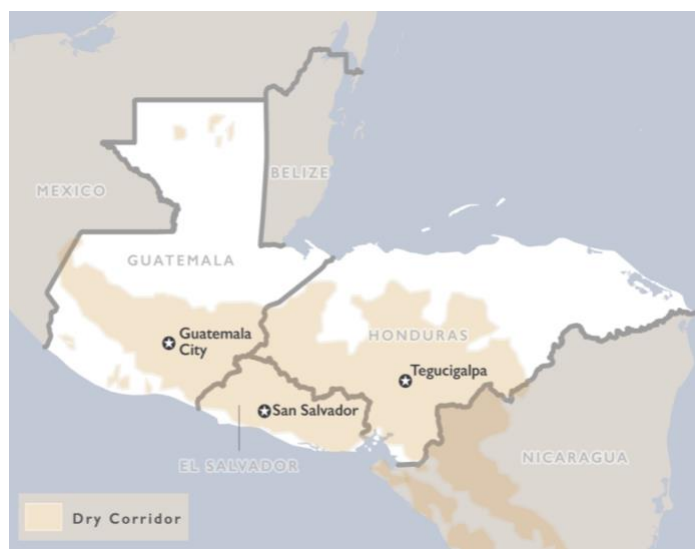 BELIZE
MEXICO
GUATEMALA
Guatemala
City
HONDURAS
Tegucigalpa
San Salvador
EL SALVADOR
NICARAGUA
Dry Corridor